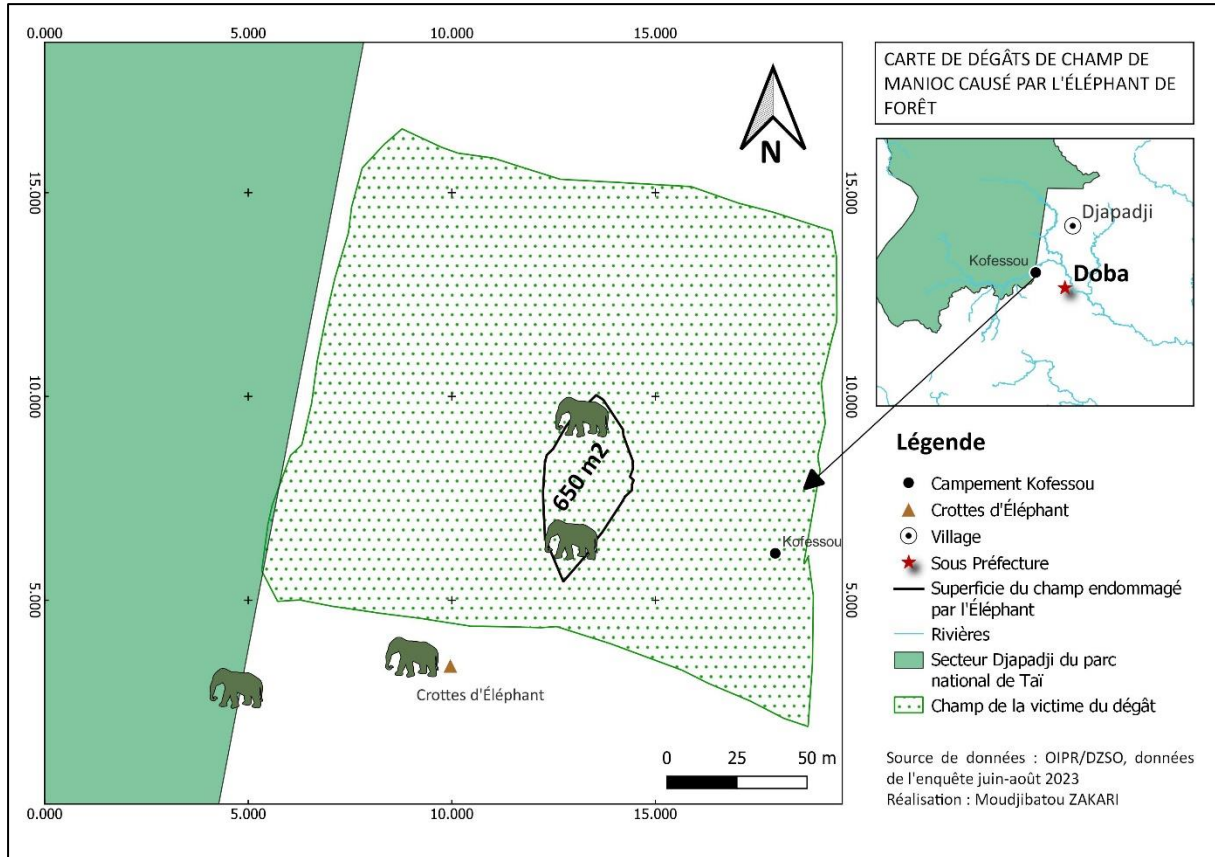 0.000 5.000 10.000 15.000
CARTE DE DÉGÂTS DE CHAMP DE
MANIOC CAUSÉ PAR L'ÉLÉPHANT DE
FORÊT
N
15.000 15.000
10.000 10.000
5.000 5.000
650 m2
Kofessou
Crottes d'Éléphant
0 25 50 m
0.000 5.000 10.000 15.000
Djapadji
Kofessou
Doba
Légende
Campement Kofessou
Crottes d'Éléphant
Village
Sous Préfecture
Superficie du champ endommagé
par l'Éléphant
Rivières
Secteur Djapadji du parc
national de Taï
Champ de la victime du dégât
Source de données : OIPR/DZSO, données
de l'enquête juin-août 2023
Réalisation : Moudjibatou ZAKARI